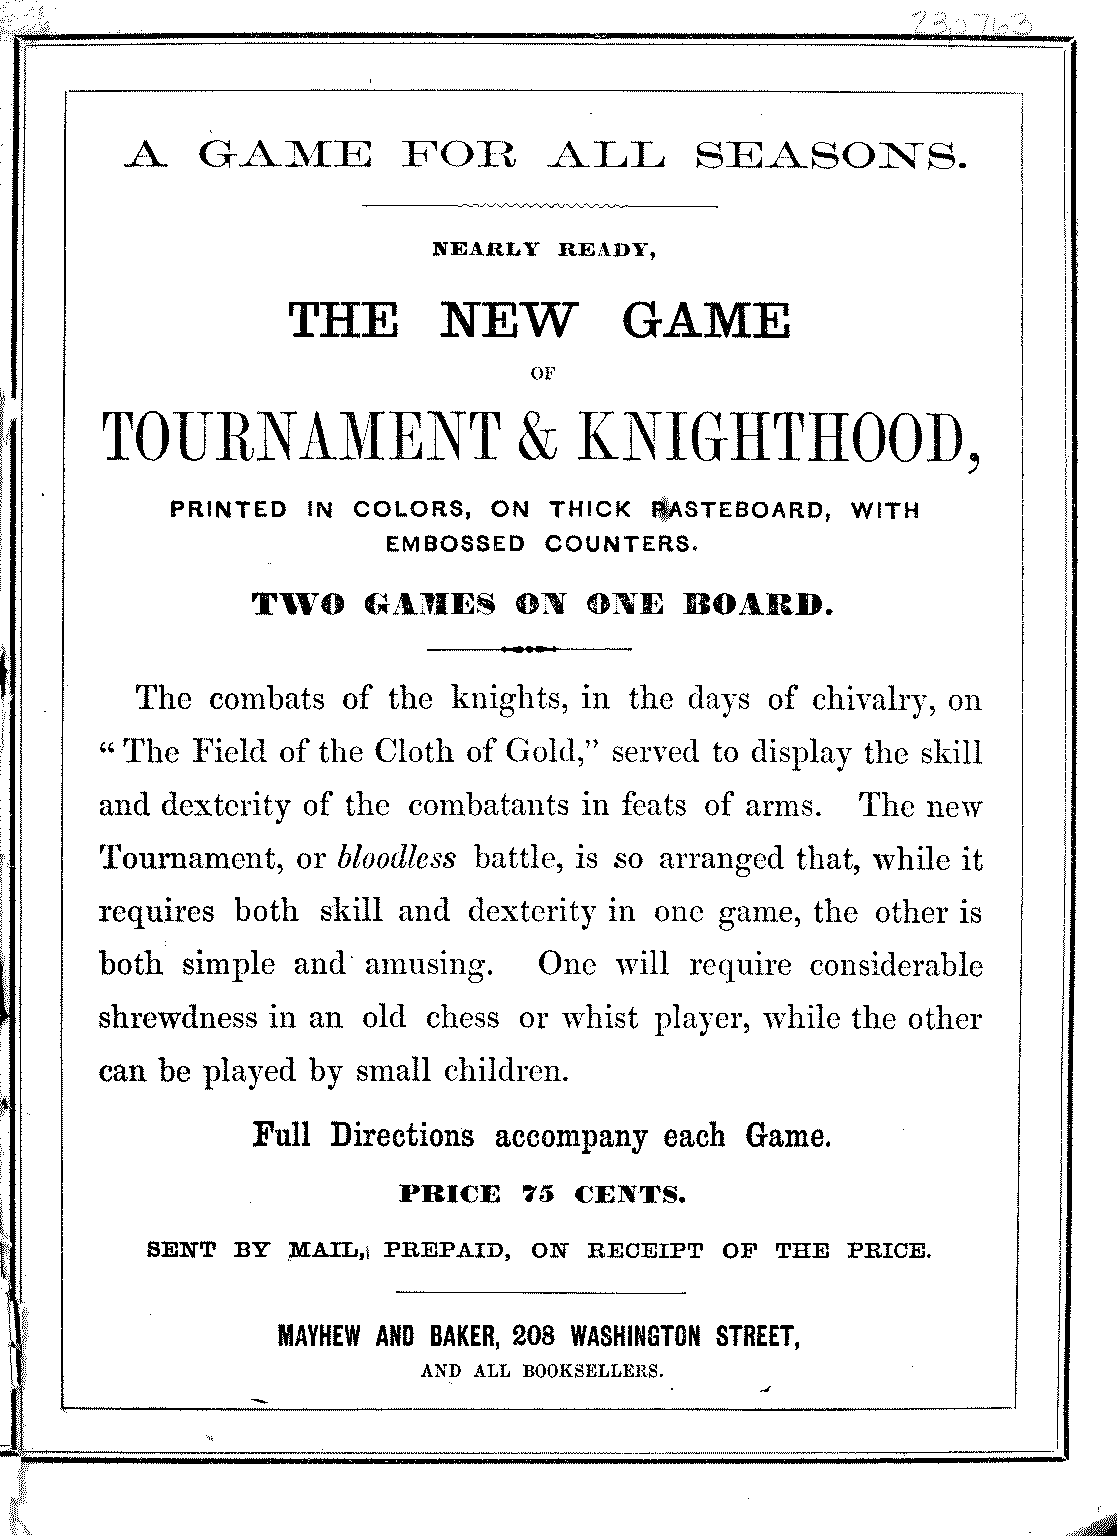 232763
A GAME FOR ALL SEASONS.
NEARLY READY,
THE NEW GAME
OF
TOURNAMENT & KNIGHTHOOD,
PRINTED IN COLORS, ON THICK PASTEBOARD, WITH
EMBOSSED COUNTERS.
TWO GAMES ON ONE BOARD.
The combats of the knights, in the days of chivalry, on
“ The Field of the Cloth of Gold,” served to display the skill
and dexterity of the combatants in feats of arms. The new
Tournament, or bloodless battle, is so arranged that, while it
requires both skill and dexterity in one game, the other is
both simple and amusing. One will require considerable
shrewdness in an old chess or whist player, while the other
can be played by small children.
Full Directions accompany each Game.
PRICE 75 CENTS.
SENT BY MAIL, PREPAID, ON RECEIPT OF THE PRICE.
MAYHEW AND BAKER, 208 WASHINGTON STREET,
AND ALL BOOKSELLERS.